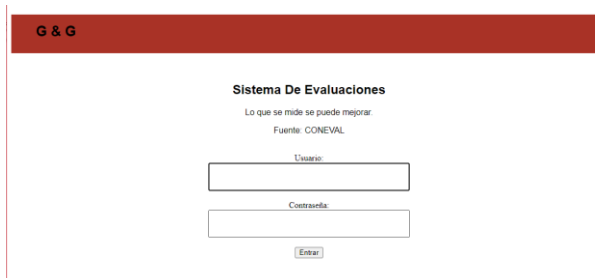 G & G
Sistema De Evaluaciones
Lo que se mide se puede mejorar.
Fuente: CONEVAL
Usuario:
Contraseña:
Entrar